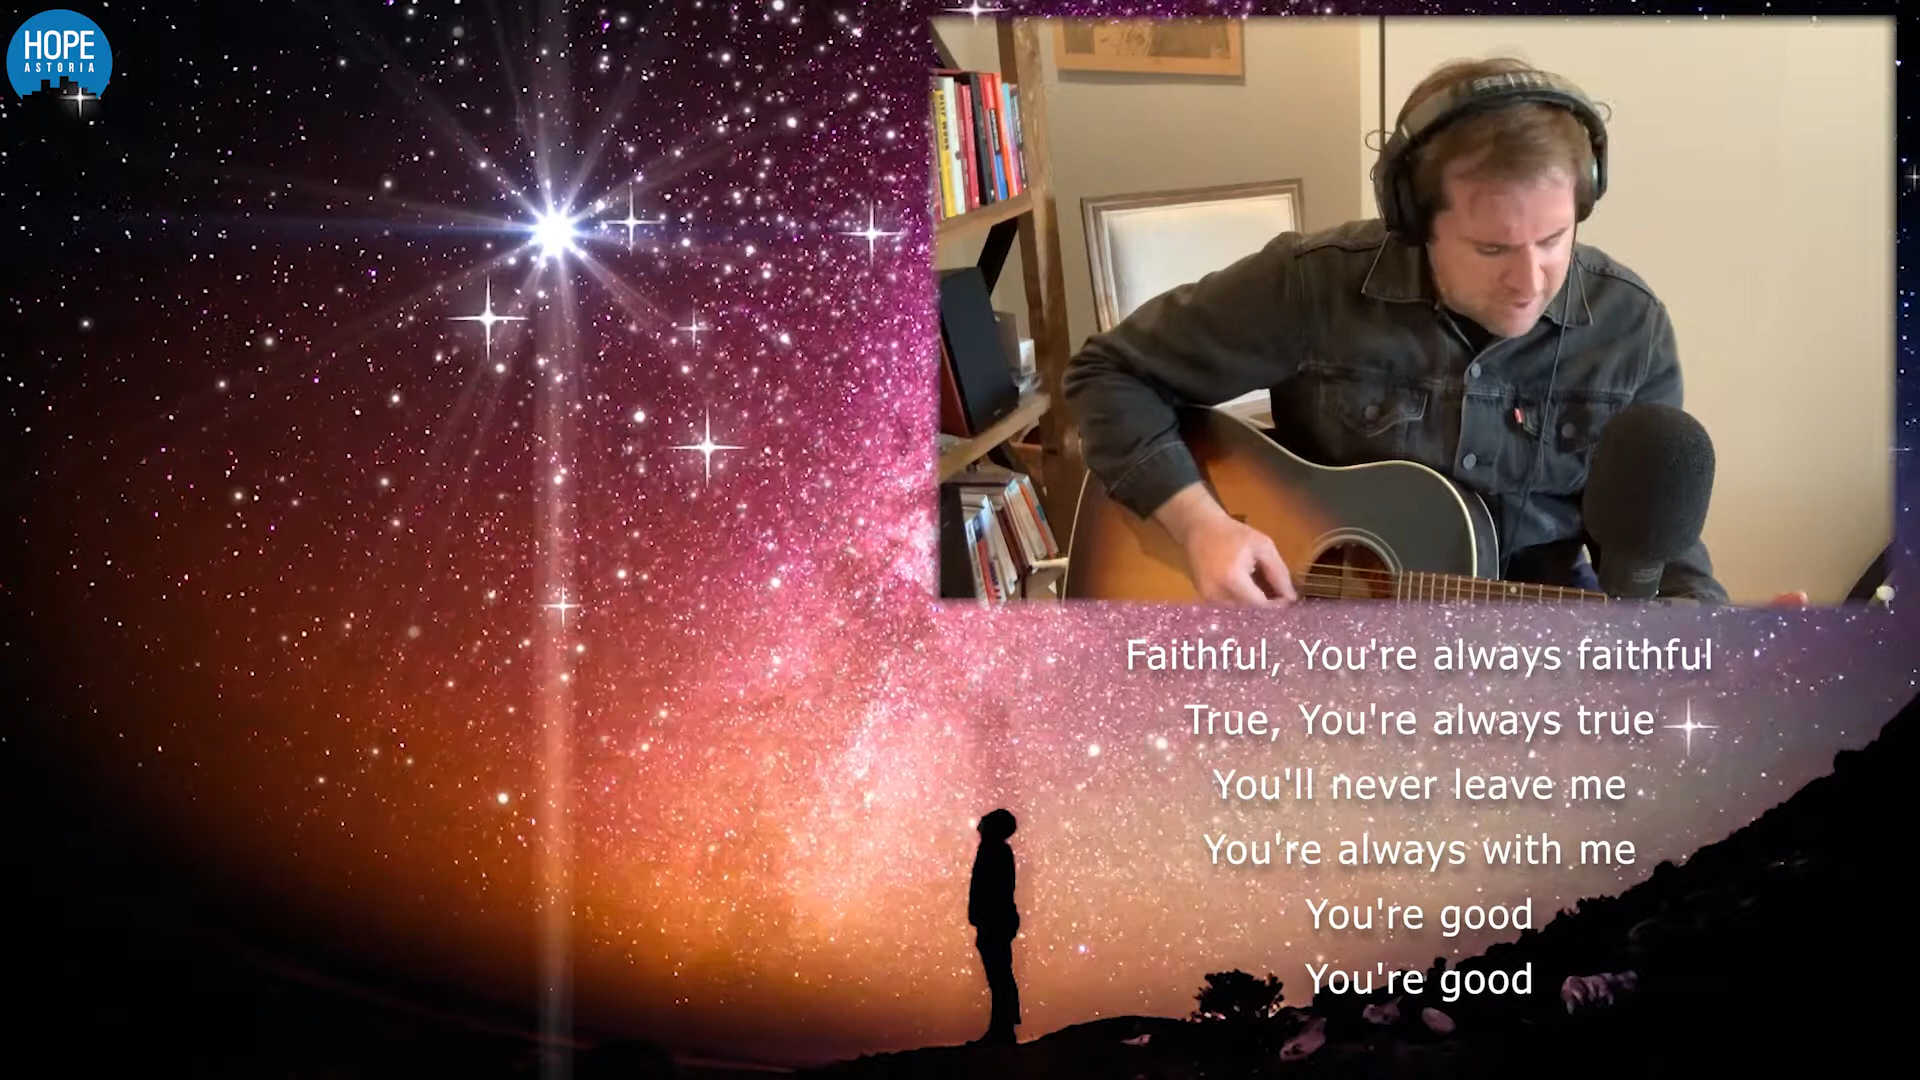 HOPE
ASTORIA
Faithful, You're always faithful
True, You're always true
You'll never leave me
You're always with me
You're good
You're good